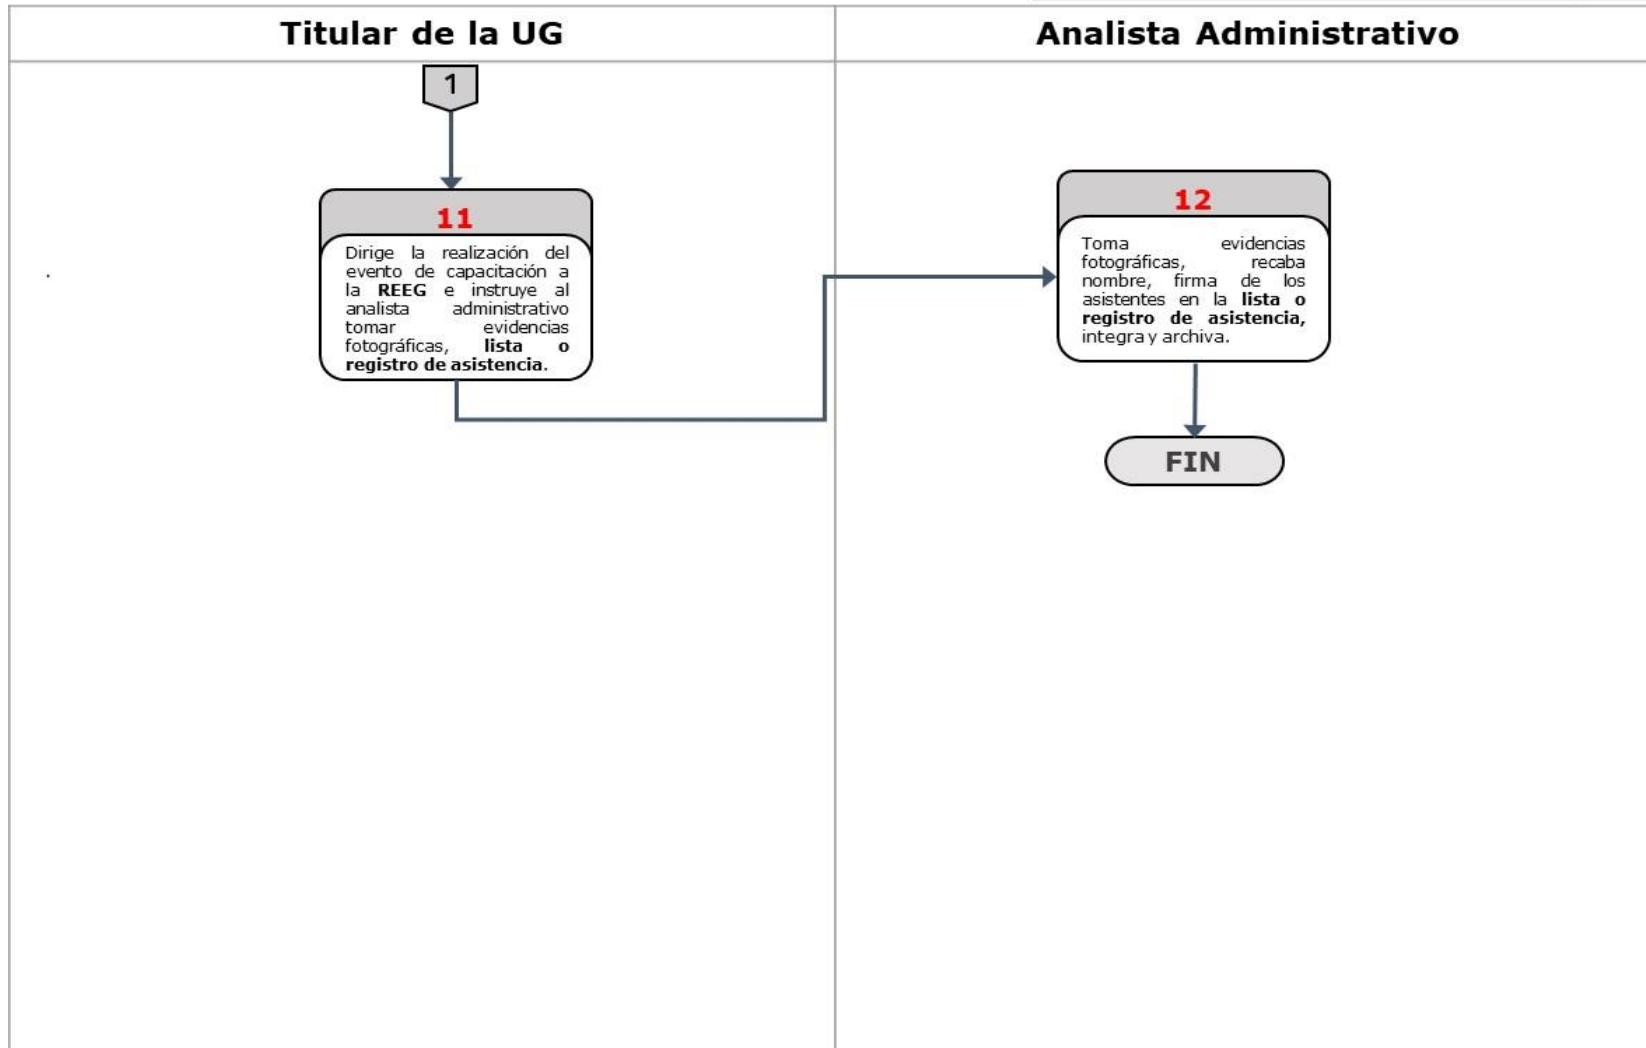 Titular de la UG
Analista Administrativo
1
11
Dirige la realización del
evento de capacitación a
la REEG e instruye al
analista administrativo
tomar evidencias
fotográficas, lista o
registro de asistencia.
12
Toma evidencias
fotográficas, recaba
nombre, firma de los
asistentes en la lista o
registro de asistencia,
integra y archiva.
FIN